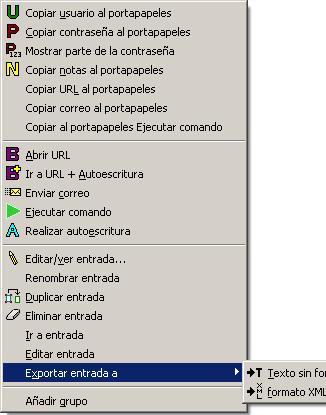 Copiar usuario al portapapeles
Copiar contraseña al portapapeles
Mostrar parte de la contraseña
Copiar notas al portapapeles
Copiar URL al portapapeles
Copiar correo al portapapeles
Copiar al portapapeles Ejecutar comando
Abrir URL
Ir a URL + Autoescritura
Enviar correo
Ejecutar comando
Realizar autoescritura
Editar/ver entrada...
Renombrar entrada
Duplicar entrada
Eliminar entrada
Ir a entrada
Editar entrada
Exportar entrada a
Texto sin for
formato XML
Añadir grupo